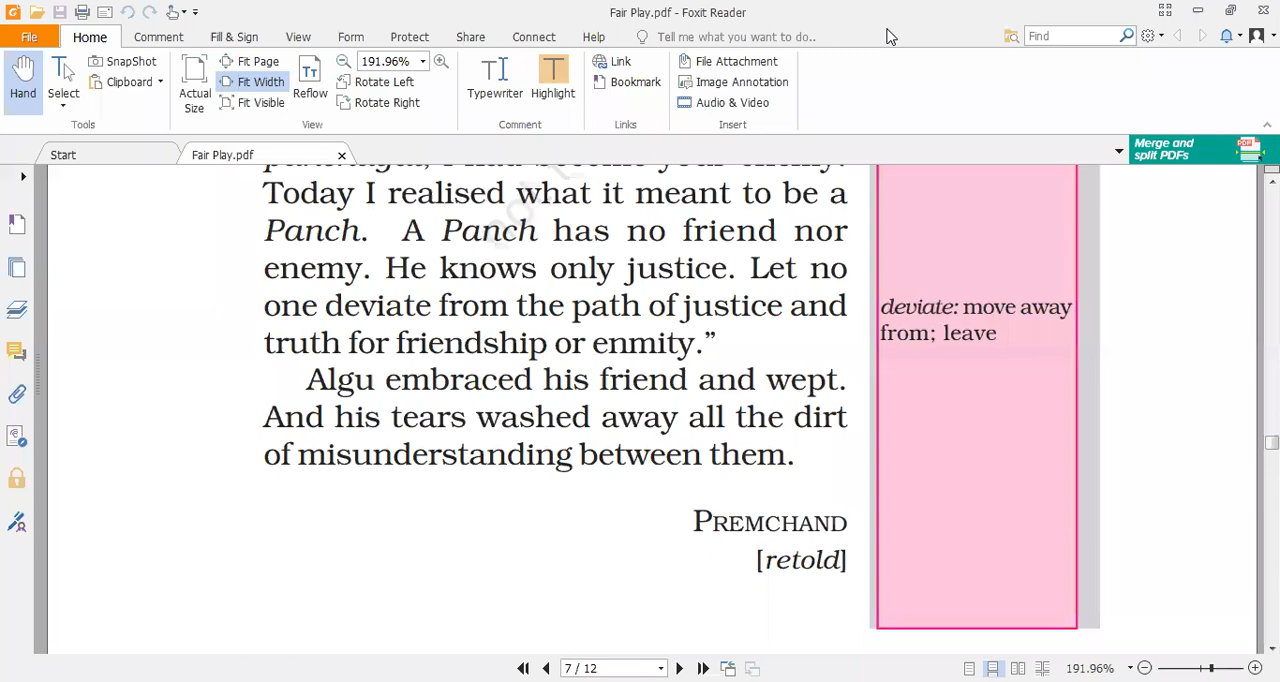 Fair Play.pdf - Foxit Reader
File Home Comment Fill & Sign View Form Protect Share Connect Help Tell me what you want to do.. Find
Hand
Select
SnapShot
Clipboard
Tools
Actual Size
Fit Page
Fit Width
Fit Visible
Reflow
191.96%
Rotate Left
Rotate Right
View
Typewriter
Highlight
Comment
Link
Bookmark
Links
File Attachment
Image Annotation
Audio & Video
Insert
Start
Fair Play.pdf
Merge and
split PDFs
Today I realised what it meant to be a
Panch. A Panch has no friend nor
enemy. He knows only justice. Let no
one deviate from the path of justice and
truth for friendship or enmity.”
Algu embraced his friend and wept.
And his tears washed away all the dirt
of misunderstanding between them.
PREMCHAND
[retold]
deviate: move away
from; leave
7 / 12
191.96%